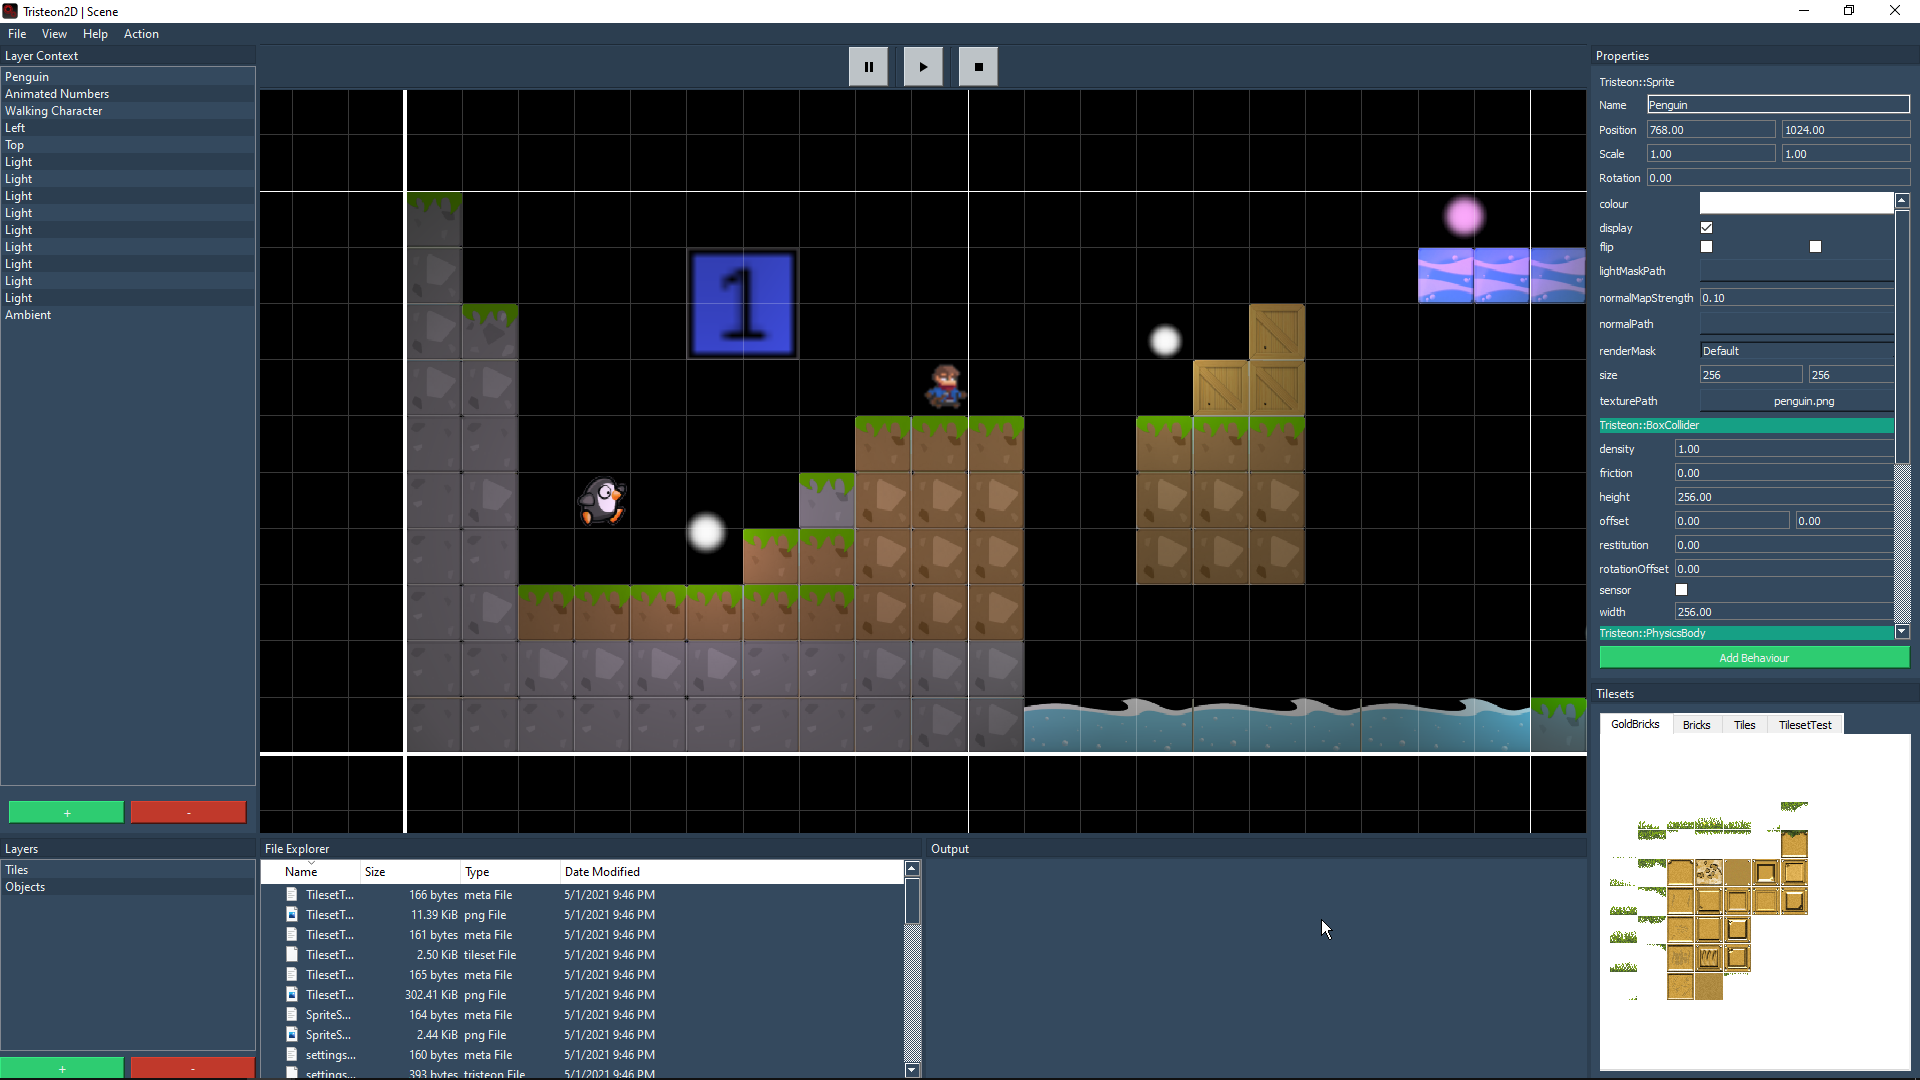 Tristeon2D | Scene
File View Help Action
Layer Context
Penguin
Animated Numbers
Walking Character
Left
Top
Light
Light
Light
Light
Light
Light
Light
Light
Light
Ambient
+ -
Layers
Tiles
Objects
+ -
1
File Explorer
Name Size Type Date Modified
TilesetT... 166 bytes meta File 5/1/2021 9:46 PM
TilesetT... 11.39 KiB png File 5/1/2021 9:46 PM
TilesetT... 161 bytes meta File 5/1/2021 9:46 PM
TilesetT... 2.50 KiB tileset File 5/1/2021 9:46 PM
TilesetT... 165 bytes meta File 5/1/2021 9:46 PM
TilesetT... 302.41 KiB png File 5/1/2021 9:46 PM
SpriteS... 164 bytes meta File 5/1/2021 9:46 PM
SpriteS... 2.44 KiB png File 5/1/2021 9:46 PM
settings... 160 bytes meta File 5/1/2021 9:46 PM
settings... 393 bytes tristeon File 5/1/2021 9:46 PM
Output
Properties
Tristeon::Sprite
Name Penguin
Position 768.00 1024.00
Scale 1.00 1.00
Rotation 0.00
colour
display
flip
lightMaskPath
normalMapStrength 0.10
normalPath
renderMask Default
size 256 256
texturePath penguin.png
Tristeon::BoxCollider
density 1.00
friction 0.00
height 256.00
offset 0.00 0.00
restitution 0.00
rotationOffset 0.00
sensor
width 256.00
Tristeon::PhysicsBody
Add Behaviour
Tilesets
GoldBricks Bricks Tiles TilesetTest